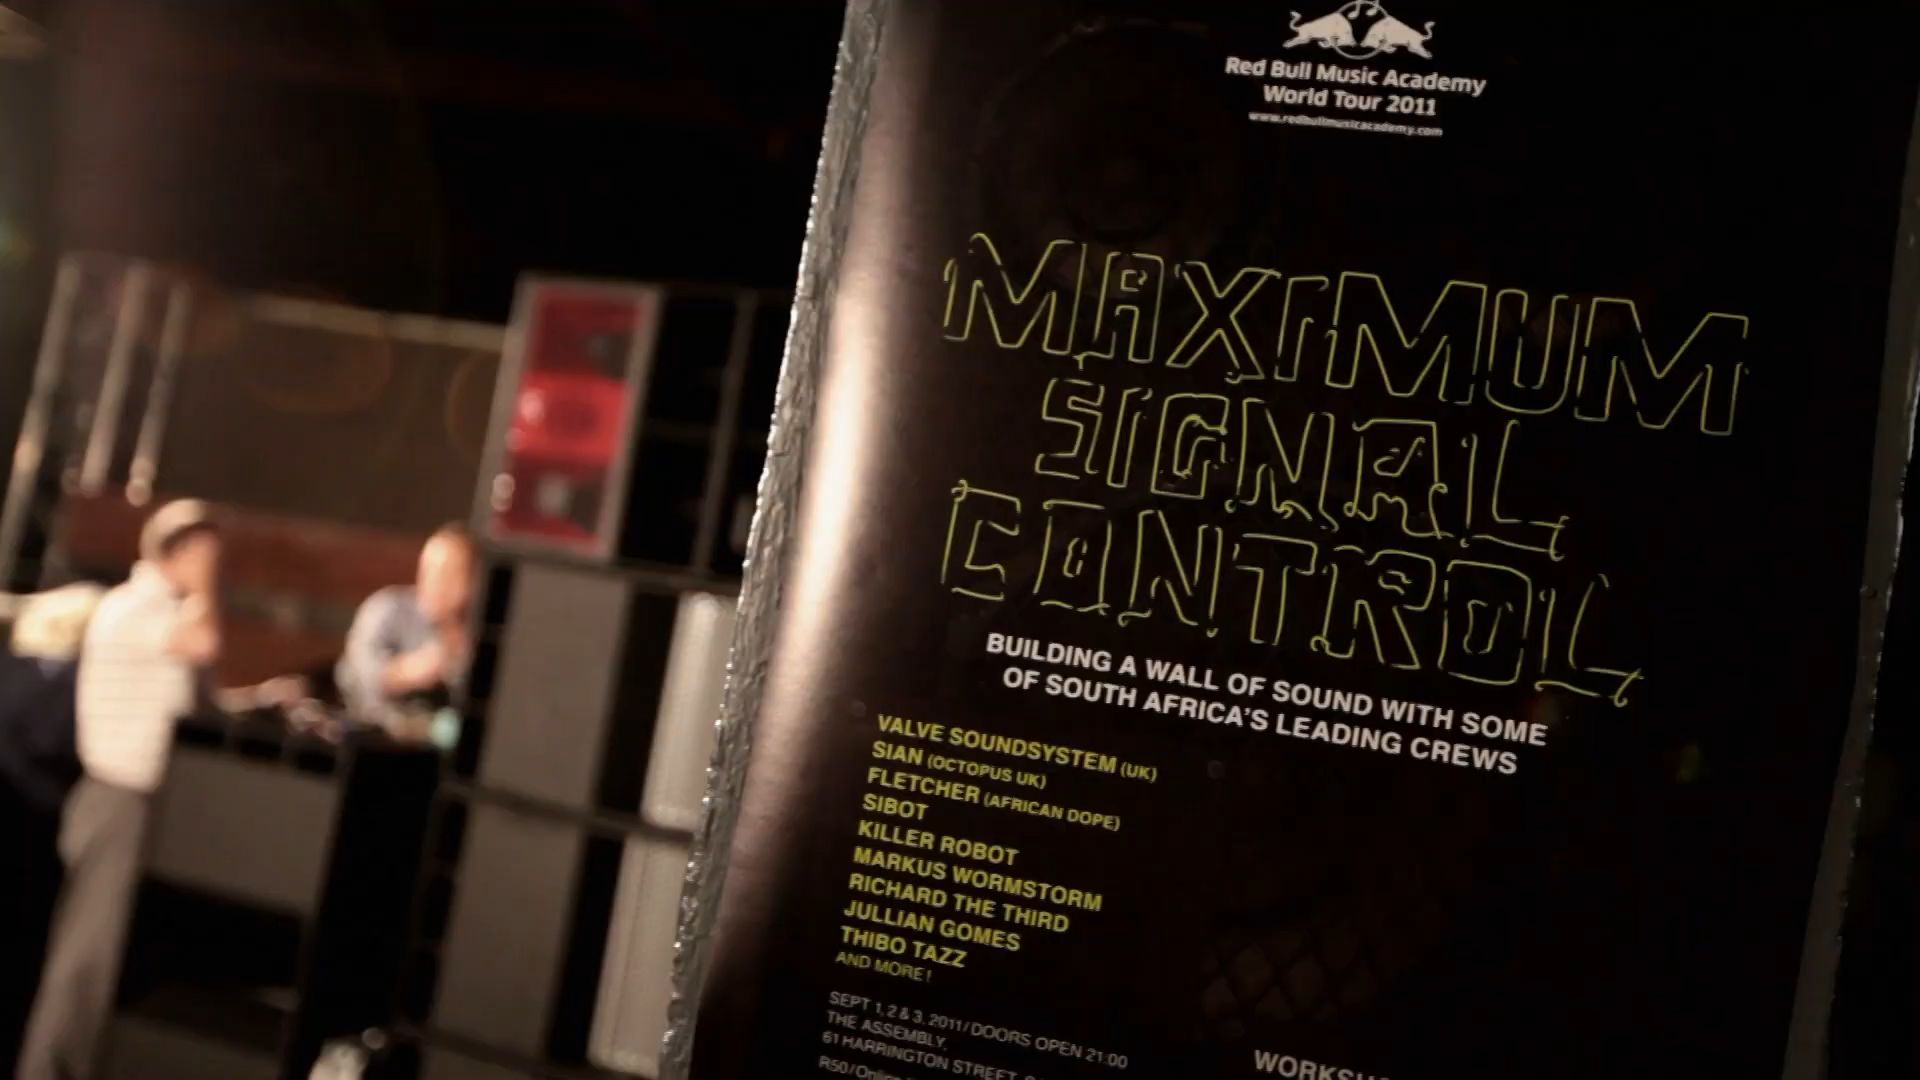 Red Bull Music Academy
World Tour 2011
www.redbullmusicacademy.com
MAXIMUM
SIGNAL
CONTROL
BUILDING A WALL OF SOUND WITH SOME
OF SOUTH AFRICA'S LEADING CREWS
VALVE SOUNDSYSTEM (UK)
SIAN (OCTOPUS UK)
FLETCHER (AFRICAN DOPE)
SIBOT
KILLER ROBOT
MARKUS WORMSTORM
RICHARD THE THIRD
JULLIAN GOMES
THIBO TAZZ
AND MORE!
SEPT 1, 2 & 3, 2011/DOORS OPEN 21:00
THE ASSEMBLY,
61 HARRINGTON STREET,
R50/Online